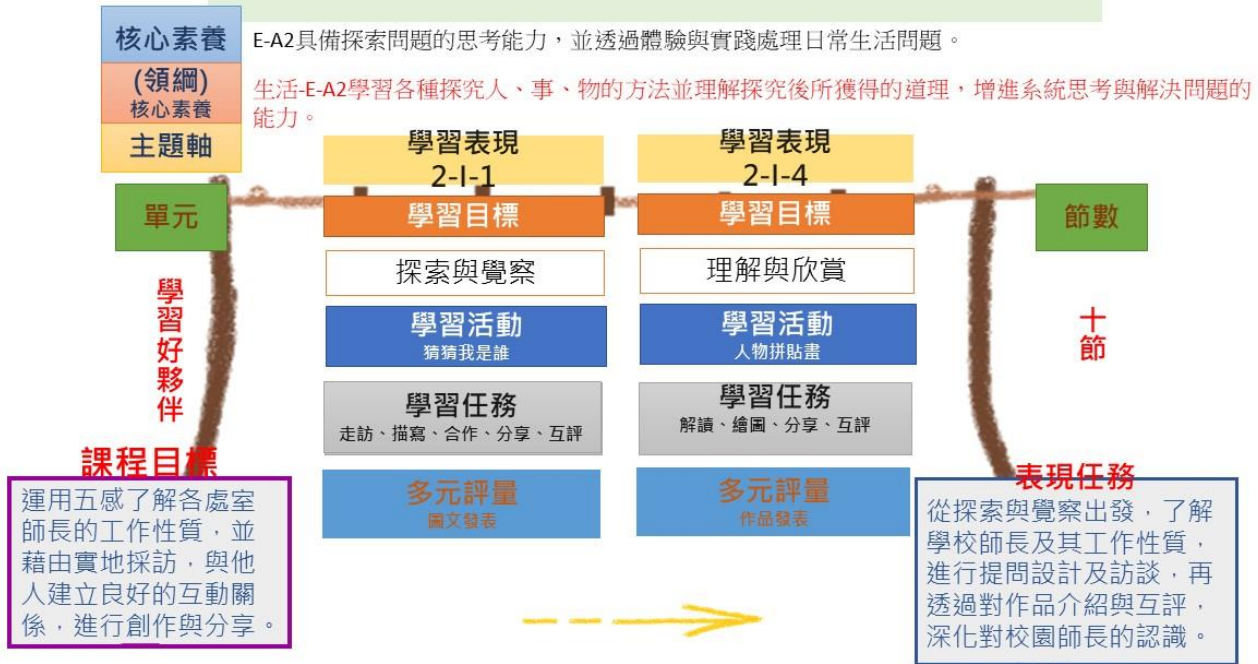 核心素養
E-A2具備探索問題的思考能力，並透過體驗與實踐處理日常生活問題。
(領綱)
核心素養
生活-E-A2學習各種探究人、事、物的方法並理解探究後所獲得的道理，增進系統思考與解決問題的
能力。
主題軸
學習表現
2-I-1
學習表現
2-I-4
單元
學習目標
學習目標
節數
探索與覺察
理解與欣賞
學習好夥伴
學習活動
猜猜我是誰
學習活動
人物拼貼畫
十節
學習任務
走訪、描寫、合作、分享、互評
學習任務
解讀、繪圖、分享、互評
多元評量
圖文發表
多元評量
作品發表
課程目標
運用五感了解各處室
師長的工作性質，並
藉由實地採訪，與他
人建立良好的互動關
係，進行創作與分享。
表現任務
從探索與覺察出發，了解
學校師長及其工作性質，
進行提問設計及訪談，再
透過對作品介紹與互評，
深化對校園師長的認識。